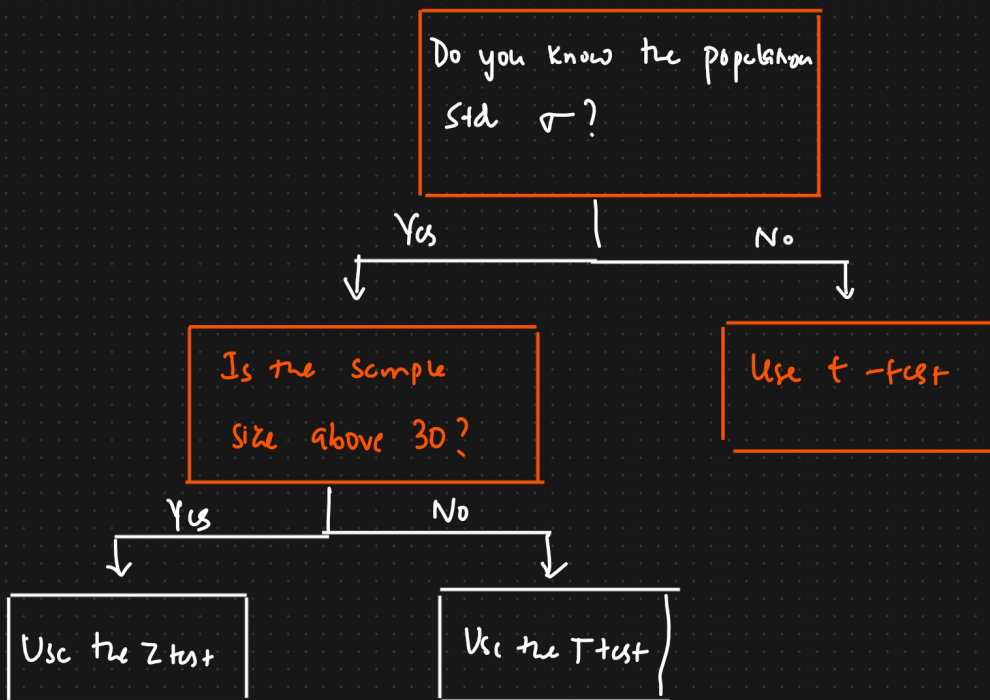 Do you know the population
std σ?
Yes
No
Is the sample
size above 30?
Use t-test
Yes
No
Use the Z test
Use the T test